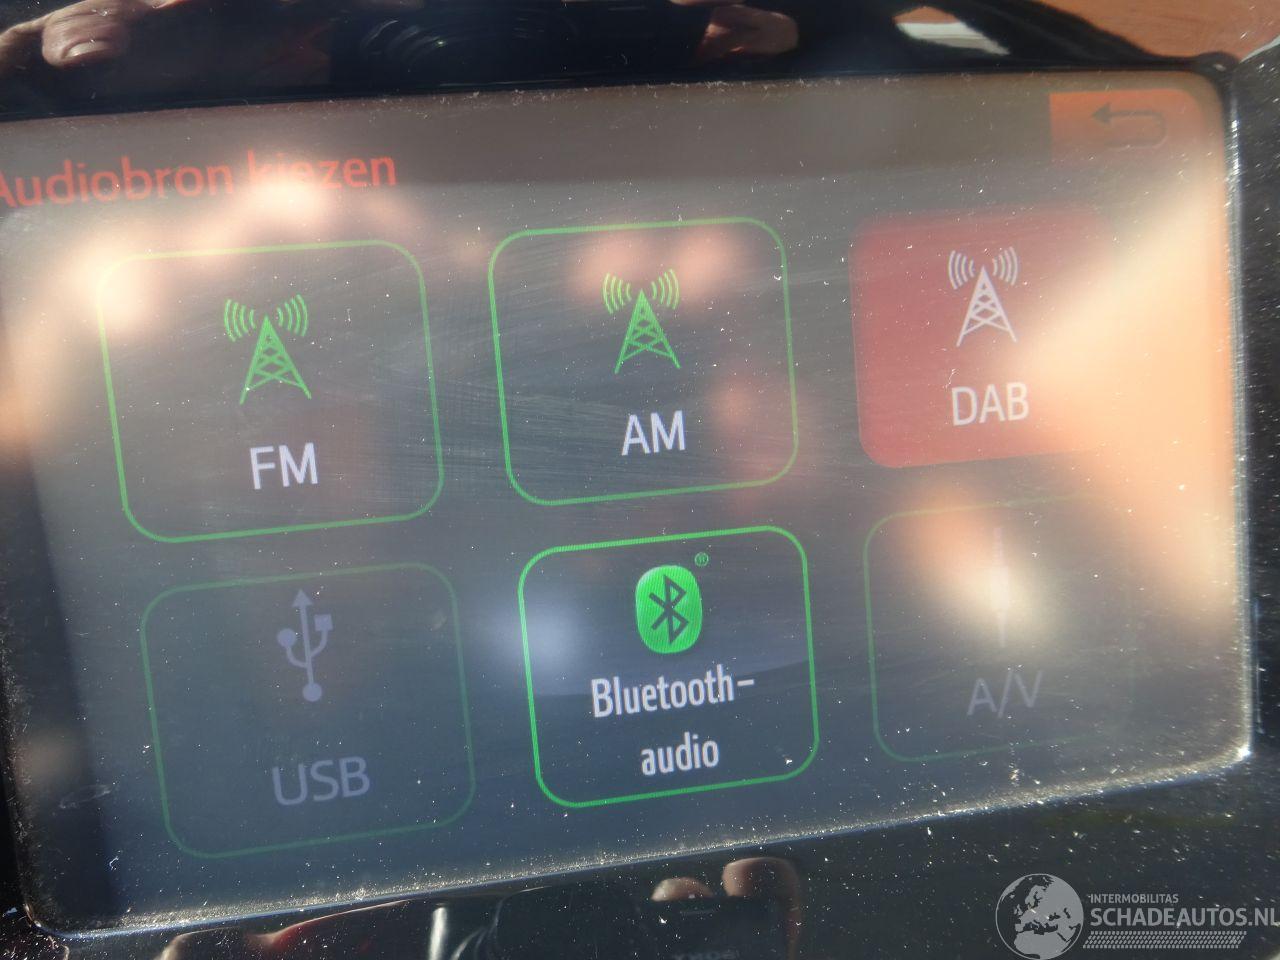 Audiobron kiezen
FM
AM
DAB
USB
Bluetooth-
audio
A/V
INTERMOBILITAS
SCHADEAUTOS.NL